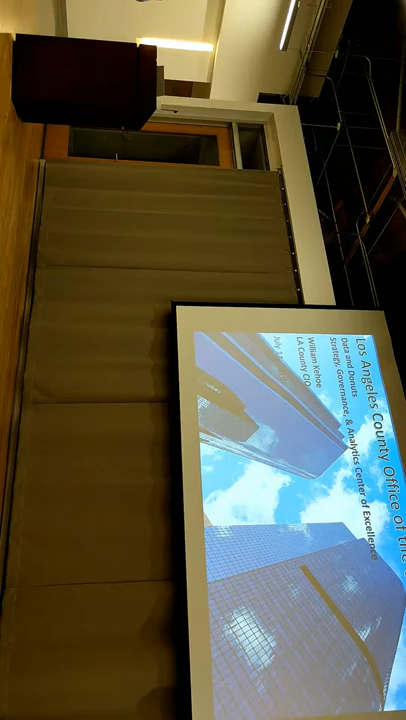 Los Angeles County Office of the
Data and Donuts
Strategy, Governance, & Analytics Center of Excellence
William Kehoe
LA County CIO
July